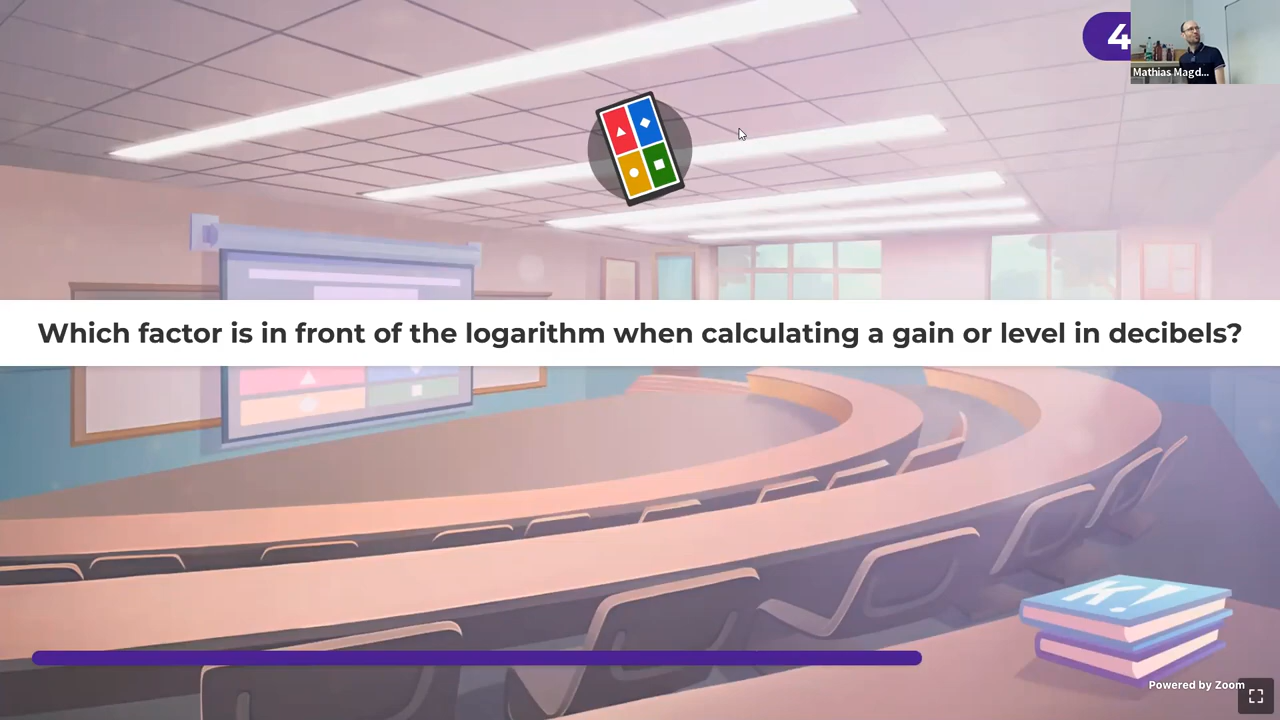 4
Mathias Magd...
Which factor is in front of the logarithm when calculating a gain or level in decibels?
K!
Powered by Zoom